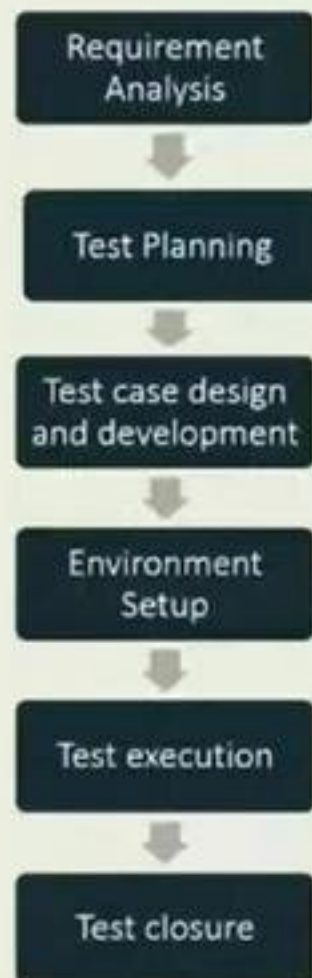 Requirement
Analysis
Test Planning
Test case design
and development
Environment
Setup
Test execution
Test closure